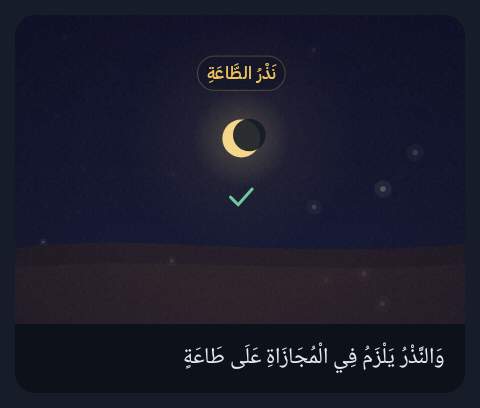 نَذْرُ الطَّاعَةِ
وَالنَّذْرُ يَلْزَمُ فِي الْمُجَازَاةِ عَلَى طَاعَةٍ